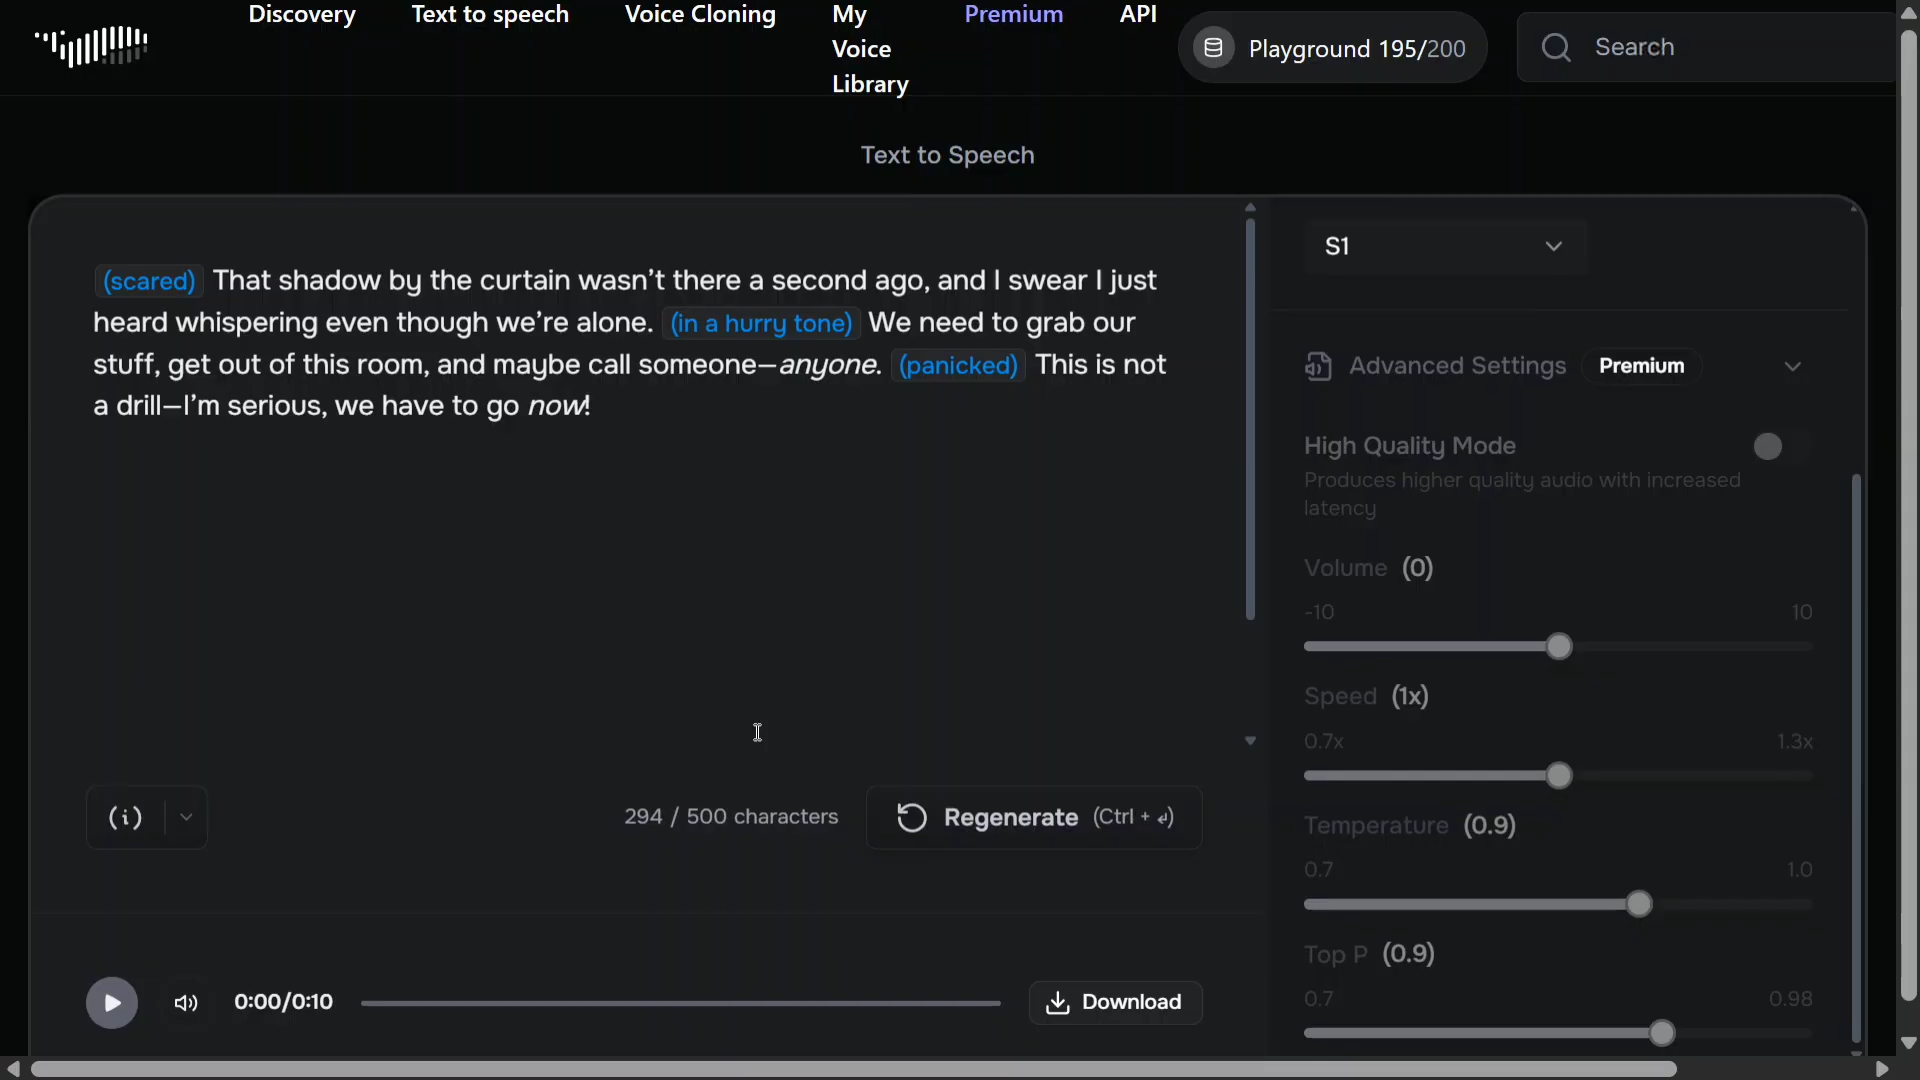 Discovery
Text to speech
Voice Cloning
My
Voice
Library
Premium
API
Playground 195/200
Search
Text to Speech
(scared) That shadow by the curtain wasn’t there a second ago, and I swear I just
heard whispering even though we’re alone. (in a hurry tone) We need to grab our
stuff, get out of this room, and maybe call someone—anyone. (panicked) This is not
a drill—I’m serious, we have to go now!
(i)
294 / 500 characters
Regenerate (Ctrl + ↲)
0:00/0:10
Download
S1
Advanced Settings Premium
High Quality Mode
Produces higher quality audio with increased
latency
Volume (0)
-10 10
Speed (1x)
0.7x 1.3x
Temperature (0.9)
0.7 1.0
Top P (0.9)
0.7 0.98